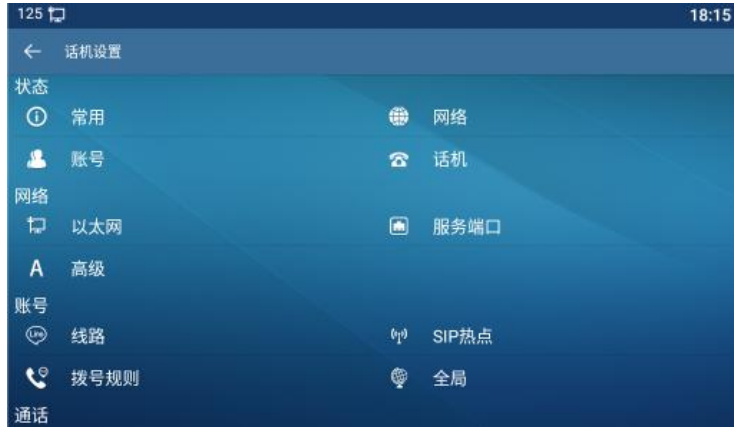 125 18:15
话机设置
状态
常用 网络
账号 话机
网络
以太网 服务端口
A 高级
账号
Line 线路 SIP热点
拨号规则 全局
通话